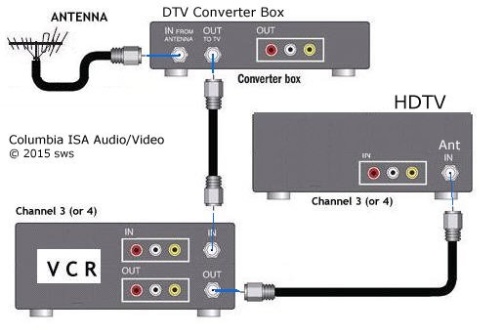 ANTENNA
DTV Converter Box
IN FROM ANTENNA
OUT TO TV
OUT
Converter box
HDTV
Columbia ISA Audio/Video
© 2015 sws
Ant
IN
IN
Channel 3 (or 4)
Channel 3 (or 4)
VCR
IN
IN
OUT
OUT